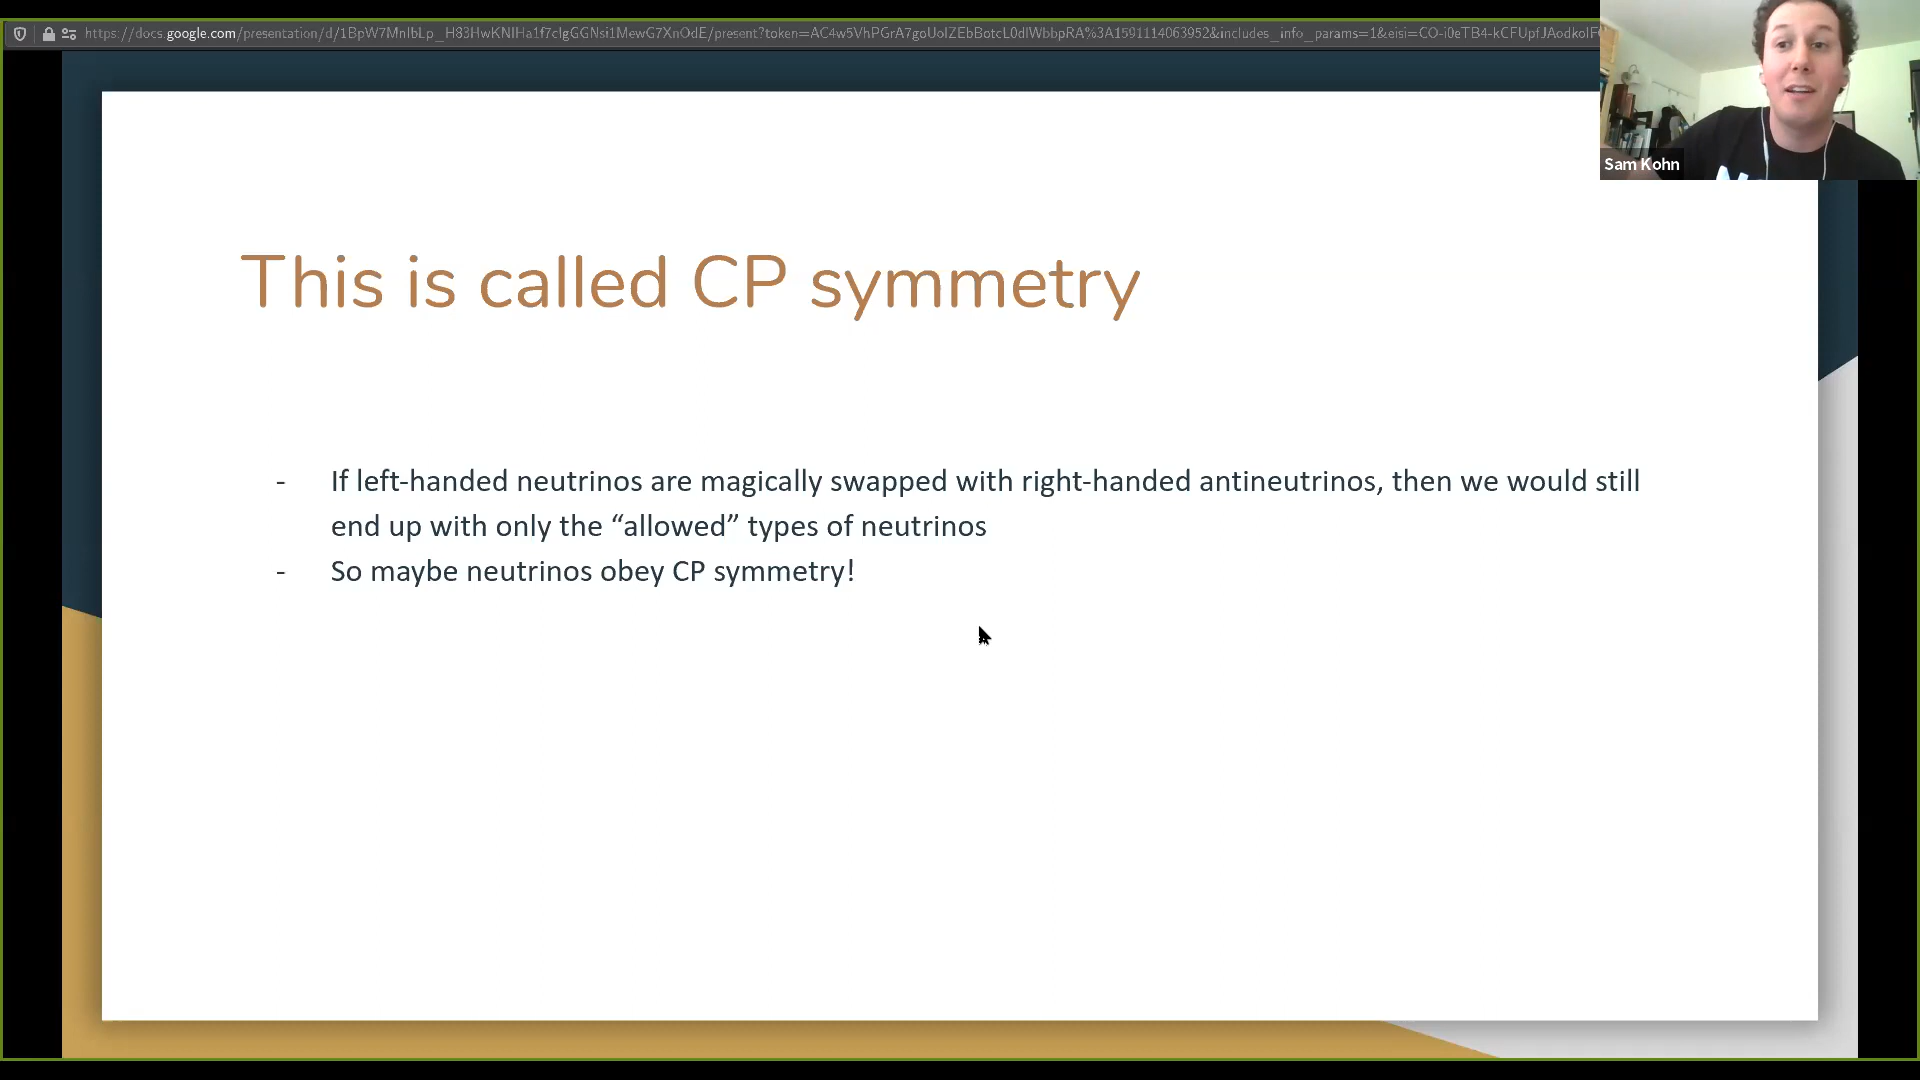 Sam Kohn
This is called CP symmetry
- If left-handed neutrinos are magically swapped with right-handed antineutrinos, then we would still
end up with only the “allowed” types of neutrinos
- So maybe neutrinos obey CP symmetry!